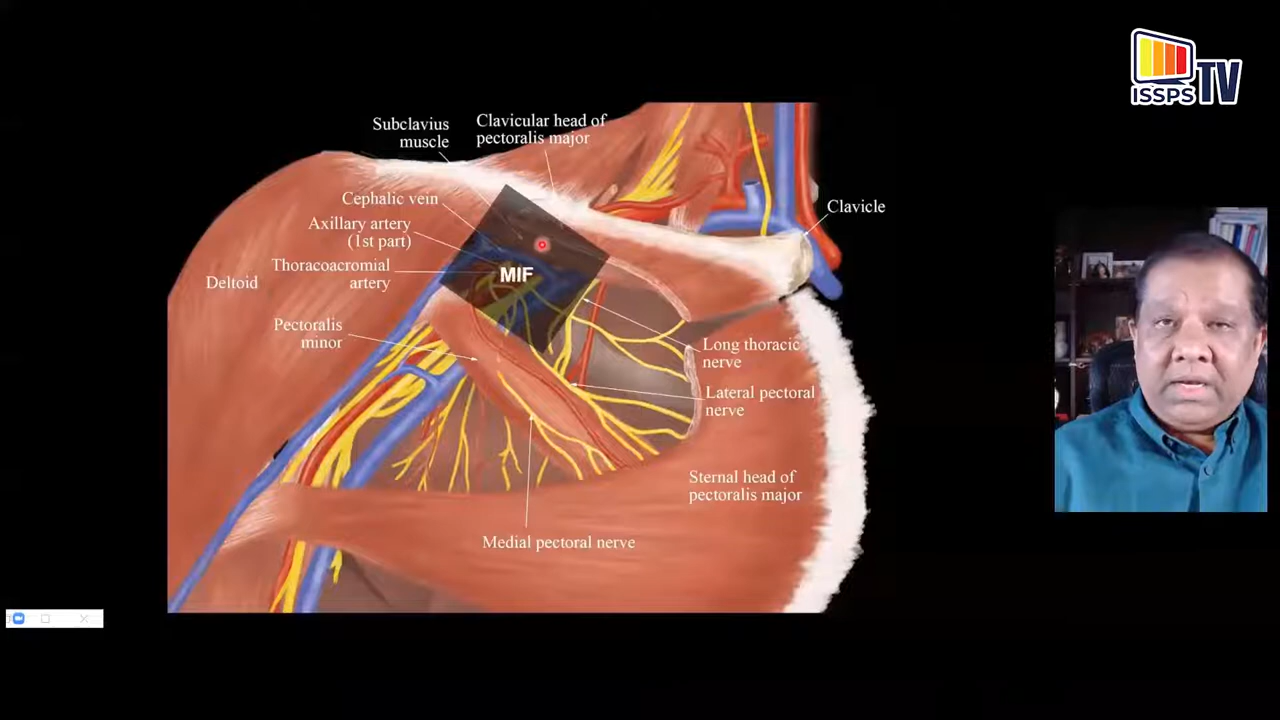 ISSPS TV
Subclavius
muscle
Clavicular head of
pectoralis major
Cephalic vein
Axillary artery
(1st part)
Clavicle
Thoracoacromial
artery
Deltoid
MIF
Pectoralis
minor
Long thoracic
nerve
Lateral pectoral
nerve
Sternal head of
pectoralis major
Medial pectoral nerve